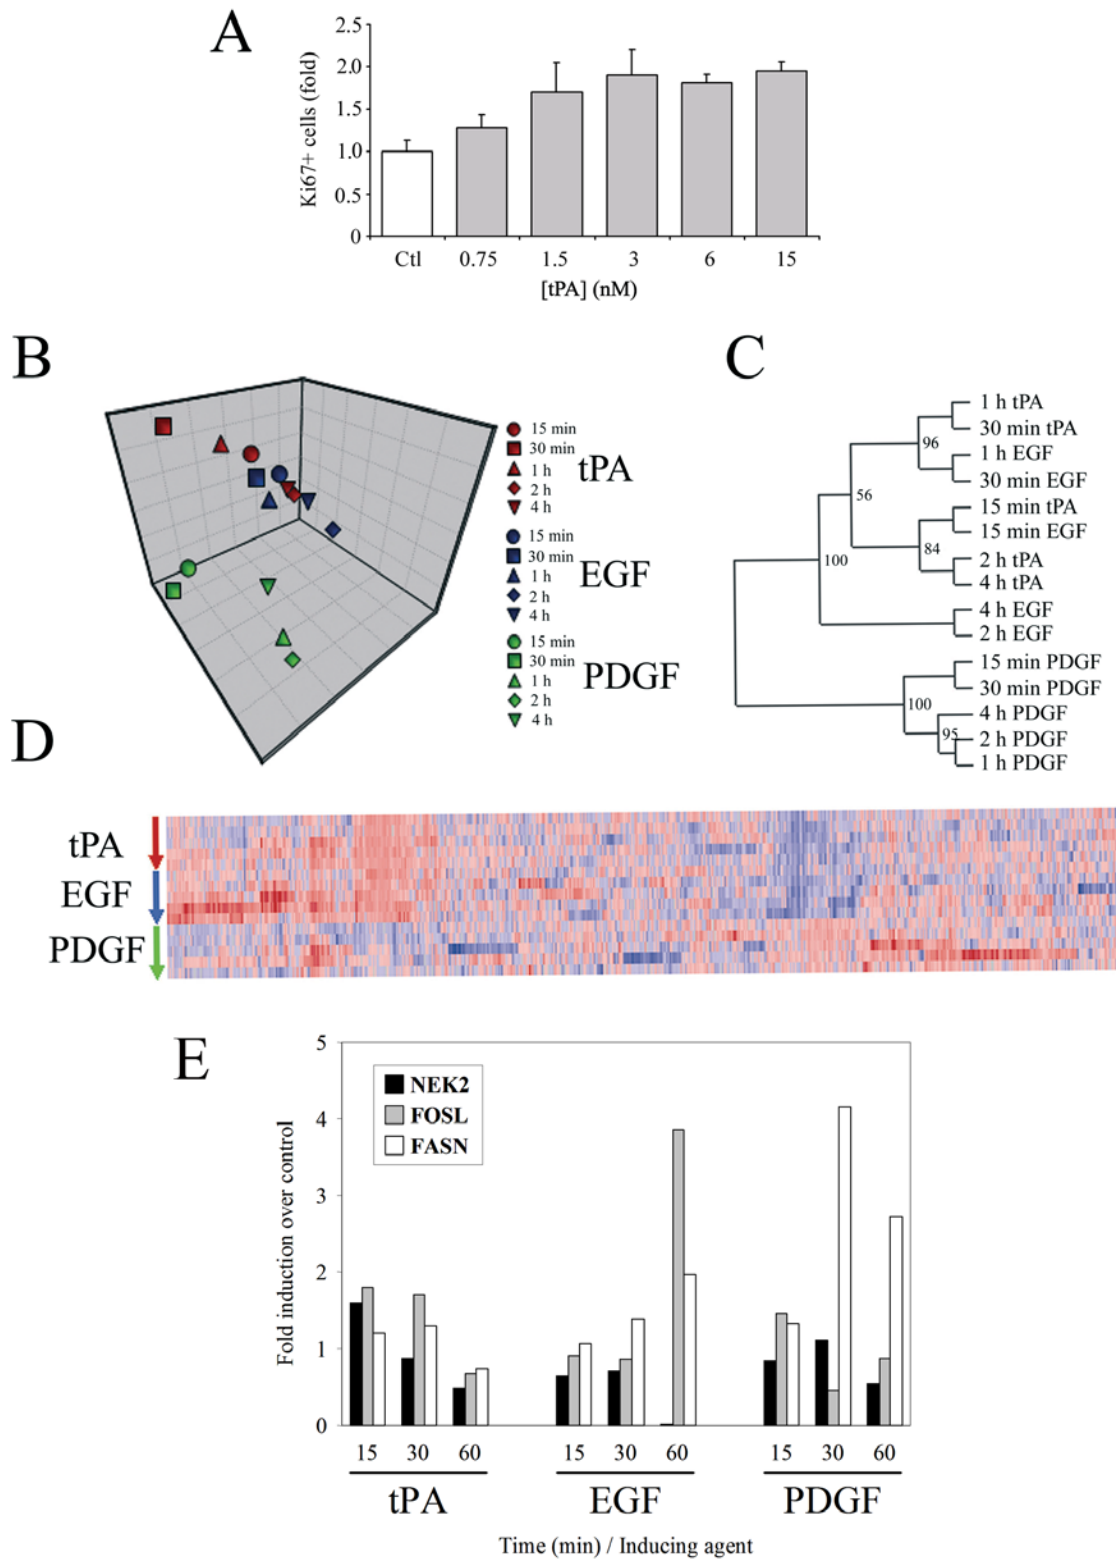 A
2.5
2.0
1.5
1.0
0.5
0
Ki67+ cells (fold)
Ctl 0.75 1.5 3 6 15
[tPA] (nM)
B
15 min
30 min
1 h
2 h
4 h
tPA
15 min
30 min
1 h
2 h
4 h
EGF
15 min
30 min
1 h
2 h
4 h
PDGF
C
1 h tPA
30 min tPA
96
1 h EGF
30 min EGF
56
15 min tPA
15 min EGF
84
100
2 h tPA
4 h tPA
4 h EGF
2 h EGF
15 min PDGF
30 min PDGF
100
4 h PDGF
95
2 h PDGF
1 h PDGF
D
tPA
EGF
PDGF
E
5
4
3
2
1
0
Fold induction over control
NEK2
FOSL
FASN
15 30 60 15 30 60 15 30 60
tPA EGF PDGF
Time (min) / Inducing agent